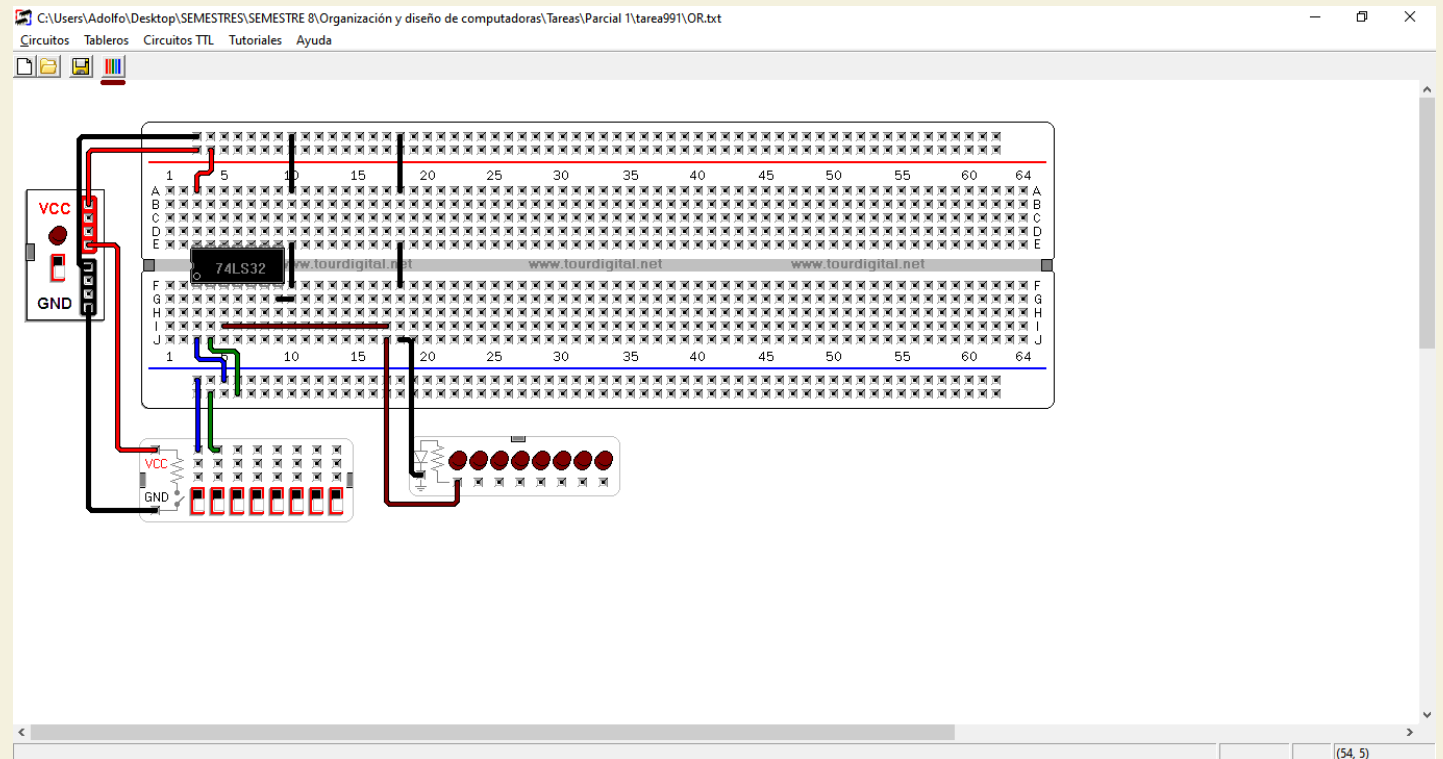 C:\Users\Adolfo\Desktop\SEMESTRES\SEMESTRE 8\Organización y diseño de computadoras\Tareas\Parcial 1\tarea991\OR.txt
Circuitos Tableros Circuitos TTL Tutoriales Ayuda
1 5 10 15 20 25 30 35 40 45 50 55 60 64
A A
B B
C C
D D
E E
VCC
GND
74LS32 www.tourdigital.net www.tourdigital.net www.tourdigital.net
F F
G G
H H
I I
J J
1 5 10 15 20 25 30 35 40 45 50 55 60 64
VCC
GND
(54, 5)